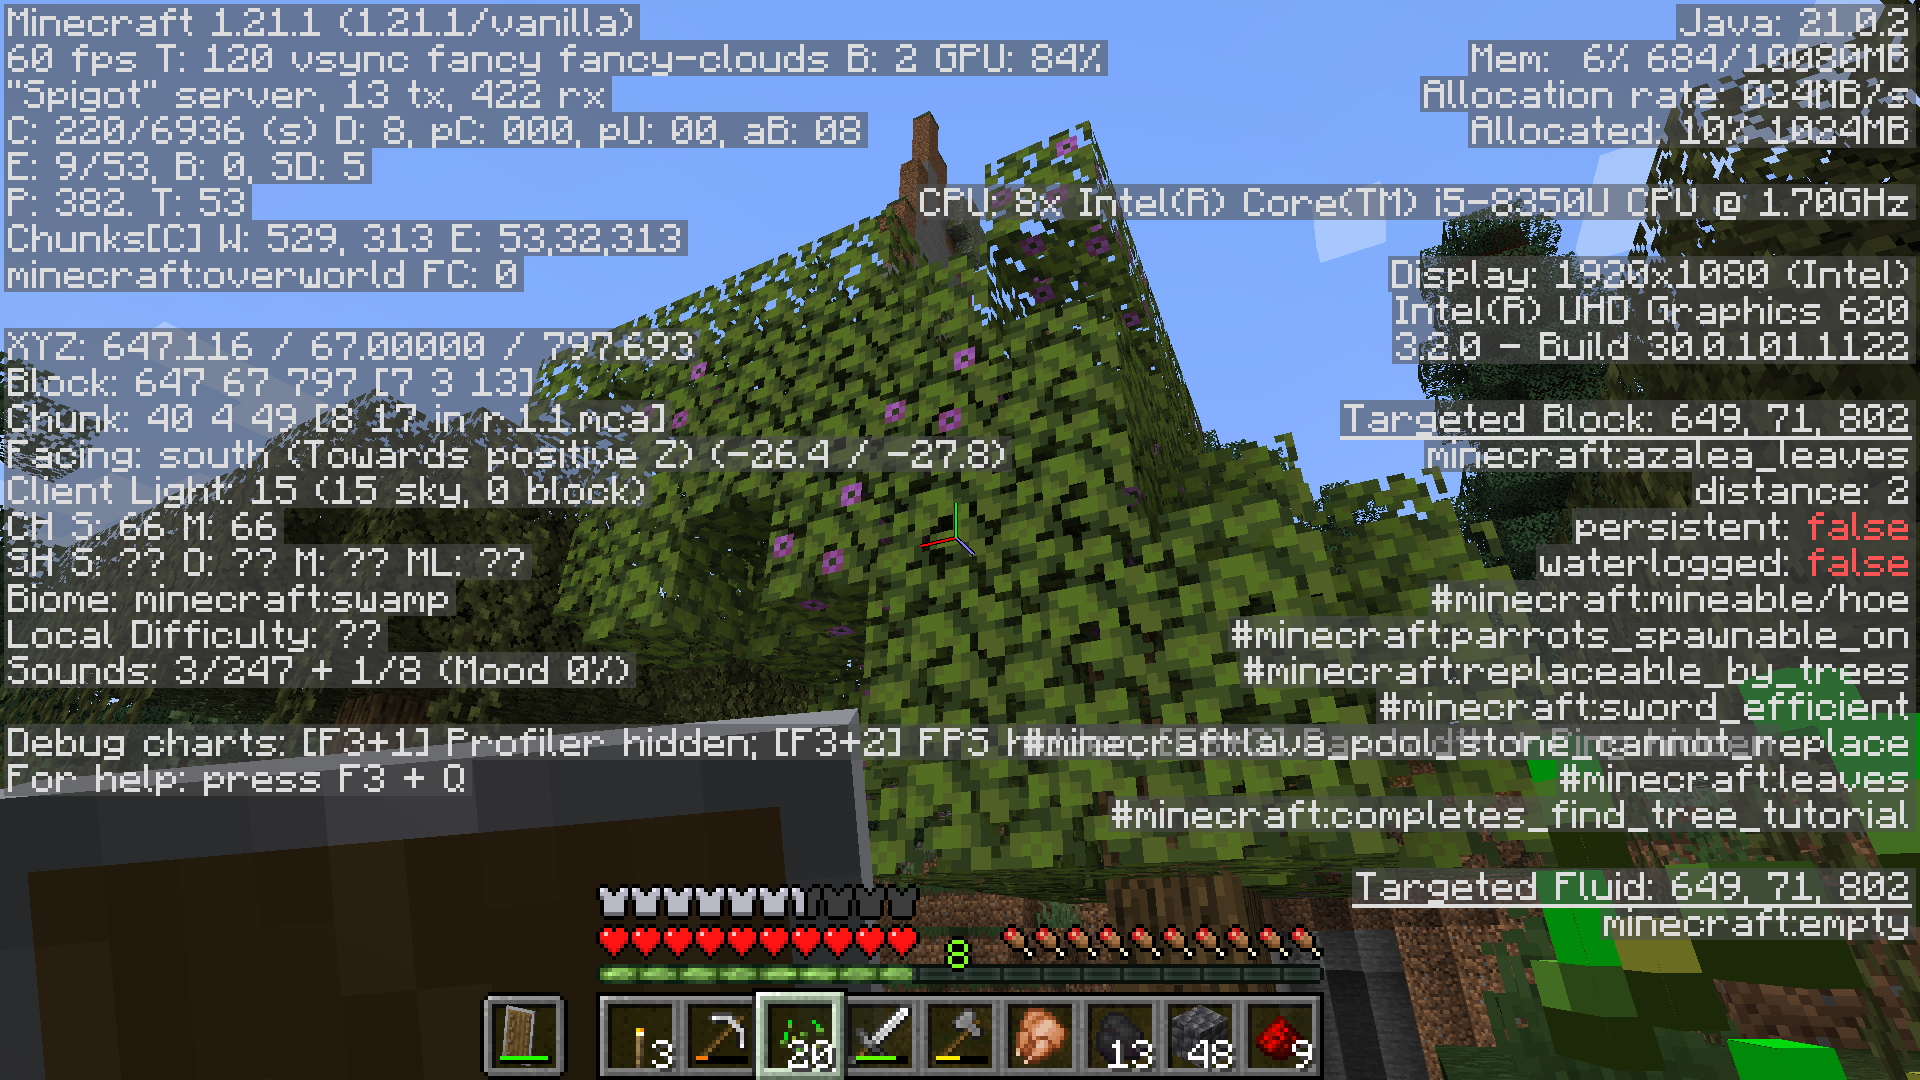 Minecraft 1.21.1 (1.21.1/vanilla)
60 fps T: 120 vsync fancy fancy-clouds B: 2 GPU: 84%
"Spigot" server, 13 tx, 422 rx
C: 220/6936 (s) D: 8, pC: 000, pU: 00, aB: 08
E: 9/53, B: 0, SD: 5
P: 382. T: 53
Chunks[C] W: 529, 313 E: 53,32,313
minecraft:overworld FC: 0
XYZ: 647.116 / 67.00000 / 797.693
Block: 647 67 797 [7 3 13]
Chunk: 40 4 49 [8 17 in r.1.1.mca]
Facing: south (Towards positive Z) (-26.4 / -27.8)
Client Light: 15 (15 sky, 0 block)
CH S: 66 M: 66
SH S: ?? O: ?? M: ?? ML: ??
Biome: minecraft:swamp
Local Difficulty: ??
Sounds: 3/247 + 1/8 (Mood 0%)
Debug charts: [F3+1] Profiler hidden; [F3+2] FPS
For help: press F3 + Q
Java: 21.0.2
Mem: 6% 684/10080MB
Allocation rate: 024MB/s
Allocated: 10% 1024MB
CPU: 8x Intel(R) Core(TM) i5-8350U CPU @ 1.70GHz
Display: 1920x1080 (Intel)
Intel(R) UHD Graphics 620
3.2.0 - Build 30.0.101.1122
Targeted Block: 649, 71, 802
minecraft:azalea_leaves
distance: 2
persistent: false
waterlogged: false
#minecraft:mineable/hoe
#minecraft:parrots_spawnable_on
#minecraft:replaceable_by_trees
#minecraft:sword_efficient
#minecraft:lava_pool_stone_cannot_replace
#minecraft:leaves
#minecraft:completes_find_tree_tutorial
Targeted Fluid: 649, 71, 802
minecraft:empty
8
3
20
13
48
9